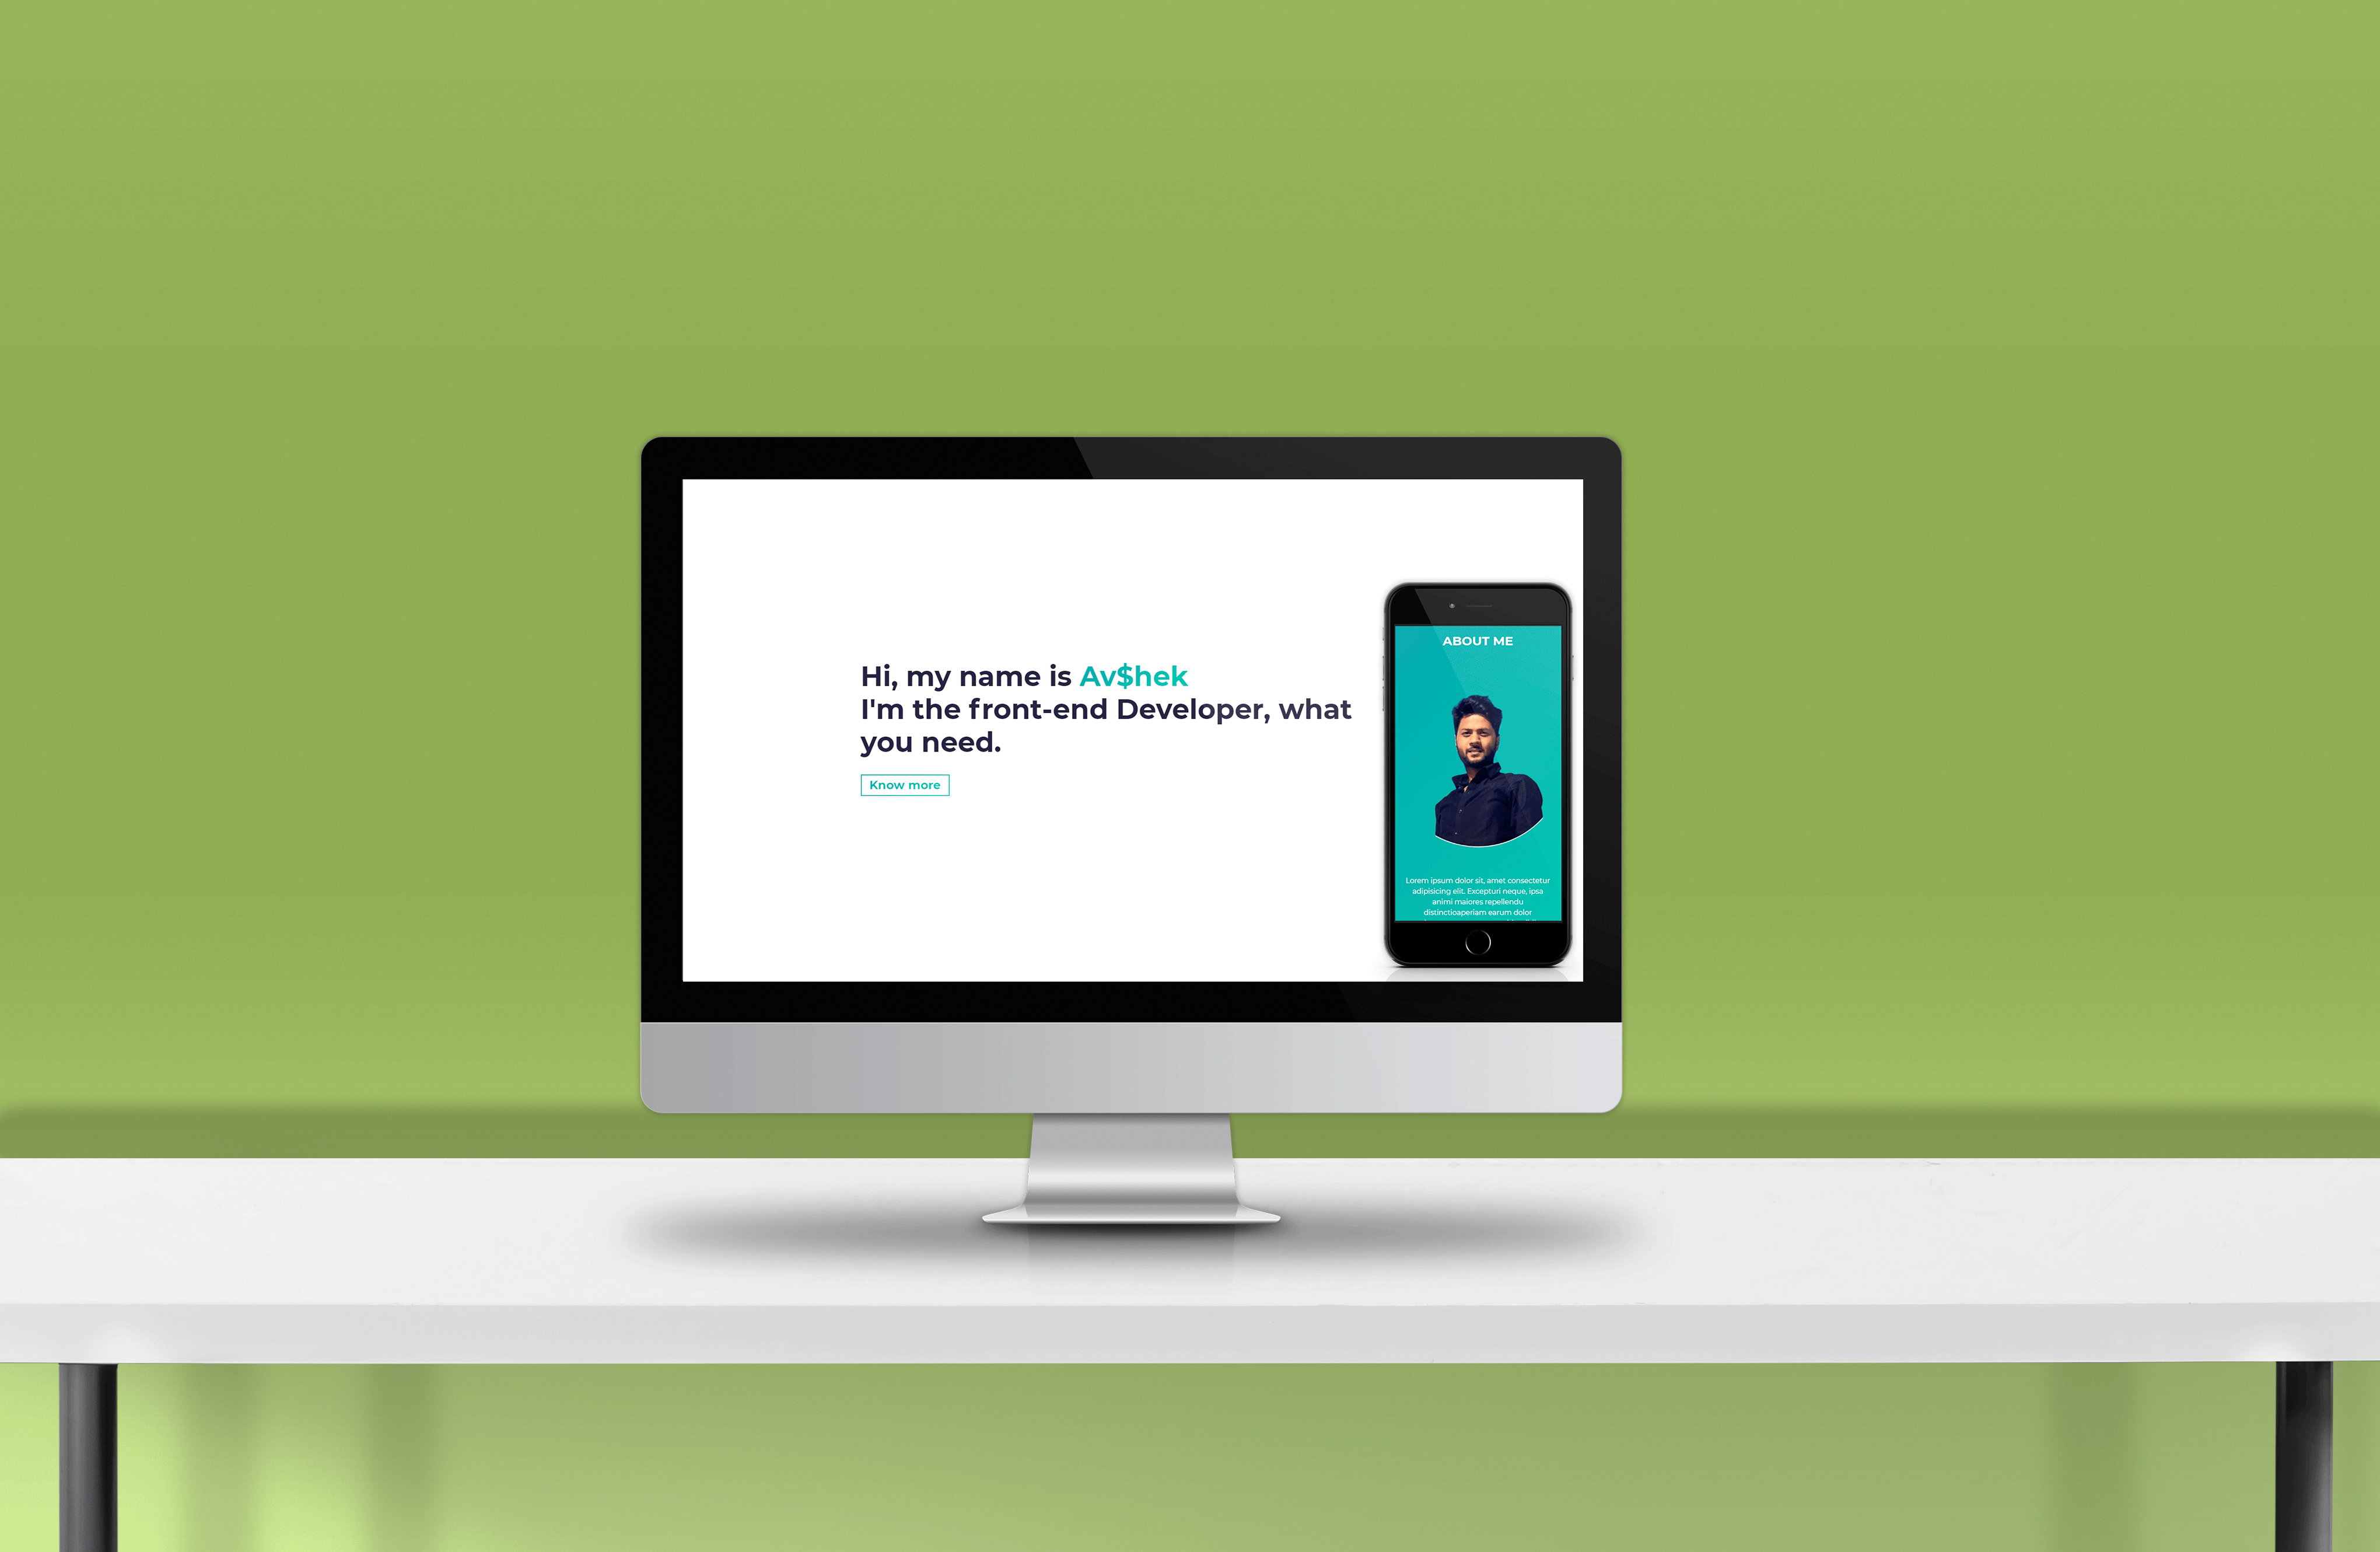 Hi, my name is Av$hek
I'm the front-end Developer, what
you need.
Know more
ABOUT ME
Lorem ipsum dolor sit, amet consectetur
adipisicing elit. Excepturi neque, ipsa
animi maiores repellendu
distinctioaperiam earum dolor